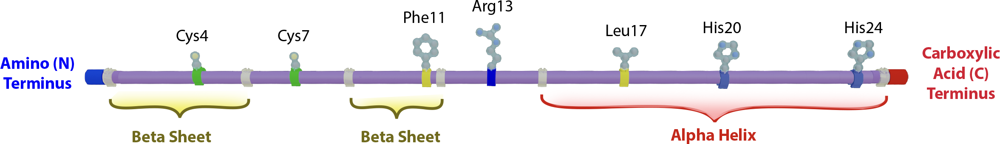 Amino (N)
Terminus
Cys4
Cys7
Phe11
Arg13
Leu17
His20
His24
Carboxylic
Acid (C)
Terminus
Beta Sheet
Beta Sheet
Alpha Helix